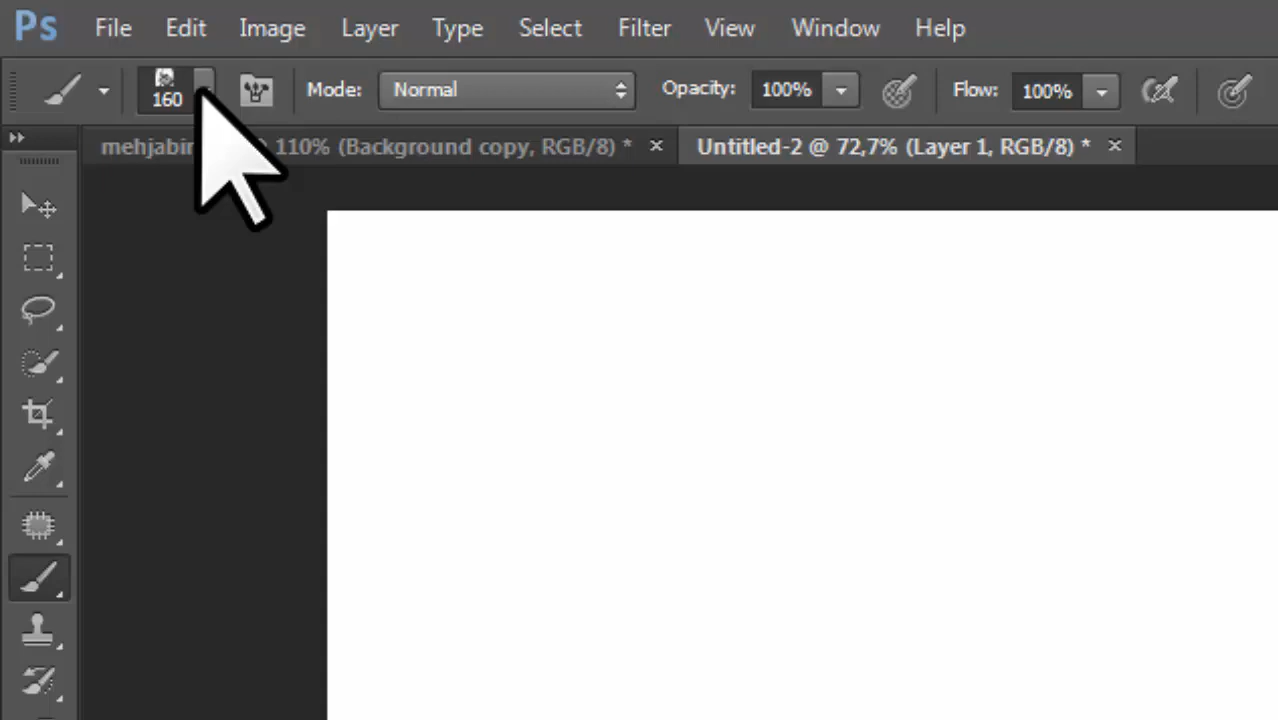 Ps File Edit Image Layer Type Select Filter View Window Help
160 Mode: Normal Opacity: 100% Flow: 100%
110% (Background copy, RGB/8) * × Untitled-2 @ 72,7% (Layer 1, RGB/8) * ×